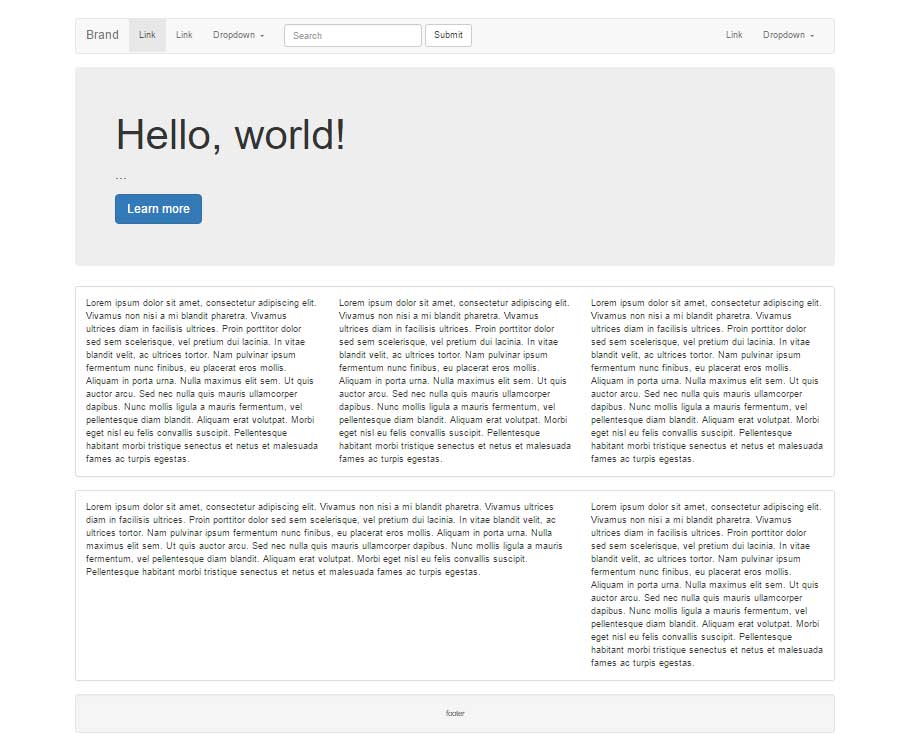 Brand Link Link Dropdown Search Submit Link Dropdown
Hello, world!
...
Learn more
Lorem ipsum dolor sit amet, consectetur adipiscing elit.
Vivamus non nisi a mi blandit pharetra. Vivamus
ultrices diam in facilisis ultrices. Proin porttitor dolor
sed sem scelerisque, vel pretium dui lacinia. In vitae
blandit velit, ac ultrices tortor. Nam pulvinar ipsum
fermentum nunc finibus, eu placerat eros mollis.
Aliquam in porta urna. Nulla maximus elit sem. Ut quis
auctor arcu. Sed nec nulla quis mauris ullamcorper
dapibus. Nunc mollis ligula a mauris fermentum, vel
pellentesque diam blandit. Aliquam erat volutpat. Morbi
eget nisl eu felis convallis suscipit. Pellentesque
habitant morbi tristique senectus et netus et malesuada
fames ac turpis egestas.
Lorem ipsum dolor sit amet, consectetur adipiscing elit.
Vivamus non nisi a mi blandit pharetra. Vivamus
ultrices diam in facilisis ultrices. Proin porttitor dolor
sed sem scelerisque, vel pretium dui lacinia. In vitae
blandit velit, ac ultrices tortor. Nam pulvinar ipsum
fermentum nunc finibus, eu placerat eros mollis.
Aliquam in porta urna. Nulla maximus elit sem. Ut quis
auctor arcu. Sed nec nulla quis mauris ullamcorper
dapibus. Nunc mollis ligula a mauris fermentum, vel
pellentesque diam blandit. Aliquam erat volutpat. Morbi
eget nisl eu felis convallis suscipit. Pellentesque
habitant morbi tristique senectus et netus et malesuada
fames ac turpis egestas.
Lorem ipsum dolor sit amet, consectetur adipiscing elit.
Vivamus non nisi a mi blandit pharetra. Vivamus
ultrices diam in facilisis ultrices. Proin porttitor dolor
sed sem scelerisque, vel pretium dui lacinia. In vitae
blandit velit, ac ultrices tortor. Nam pulvinar ipsum
fermentum nunc finibus, eu placerat eros mollis.
Aliquam in porta urna. Nulla maximus elit sem. Ut quis
auctor arcu. Sed nec nulla quis mauris ullamcorper
dapibus. Nunc mollis ligula a mauris fermentum, vel
pellentesque diam blandit. Aliquam erat volutpat. Morbi
eget nisl eu felis convallis suscipit. Pellentesque
habitant morbi tristique senectus et netus et malesuada
fames ac turpis egestas.
Lorem ipsum dolor sit amet, consectetur adipiscing elit. Vivamus non nisi a mi blandit pharetra. Vivamus ultrices
diam in facilisis ultrices. Proin porttitor dolor sed sem scelerisque, vel pretium dui lacinia. In vitae blandit velit, ac
ultrices tortor. Nam pulvinar ipsum fermentum nunc finibus, eu placerat eros mollis. Aliquam in porta urna. Nulla
maximus elit sem. Ut quis auctor arcu. Sed nec nulla quis mauris ullamcorper dapibus. Nunc mollis ligula a mauris
fermentum, vel pellentesque diam blandit. Aliquam erat volutpat. Morbi eget nisl eu felis convallis suscipit.
Pellentesque habitant morbi tristique senectus et netus et malesuada fames ac turpis egestas.
Lorem ipsum dolor sit amet, consectetur adipiscing elit.
Vivamus non nisi a mi blandit pharetra. Vivamus
ultrices diam in facilisis ultrices. Proin porttitor dolor
sed sem scelerisque, vel pretium dui lacinia. In vitae
blandit velit, ac ultrices tortor. Nam pulvinar ipsum
fermentum nunc finibus, eu placerat eros mollis.
Aliquam in porta urna. Nulla maximus elit sem. Ut quis
auctor arcu. Sed nec nulla quis mauris ullamcorper
dapibus. Nunc mollis ligula a mauris fermentum, vel
pellentesque diam blandit. Aliquam erat volutpat. Morbi
eget nisl eu felis convallis suscipit. Pellentesque
habitant morbi tristique senectus et netus et malesuada
fames ac turpis egestas.
footer